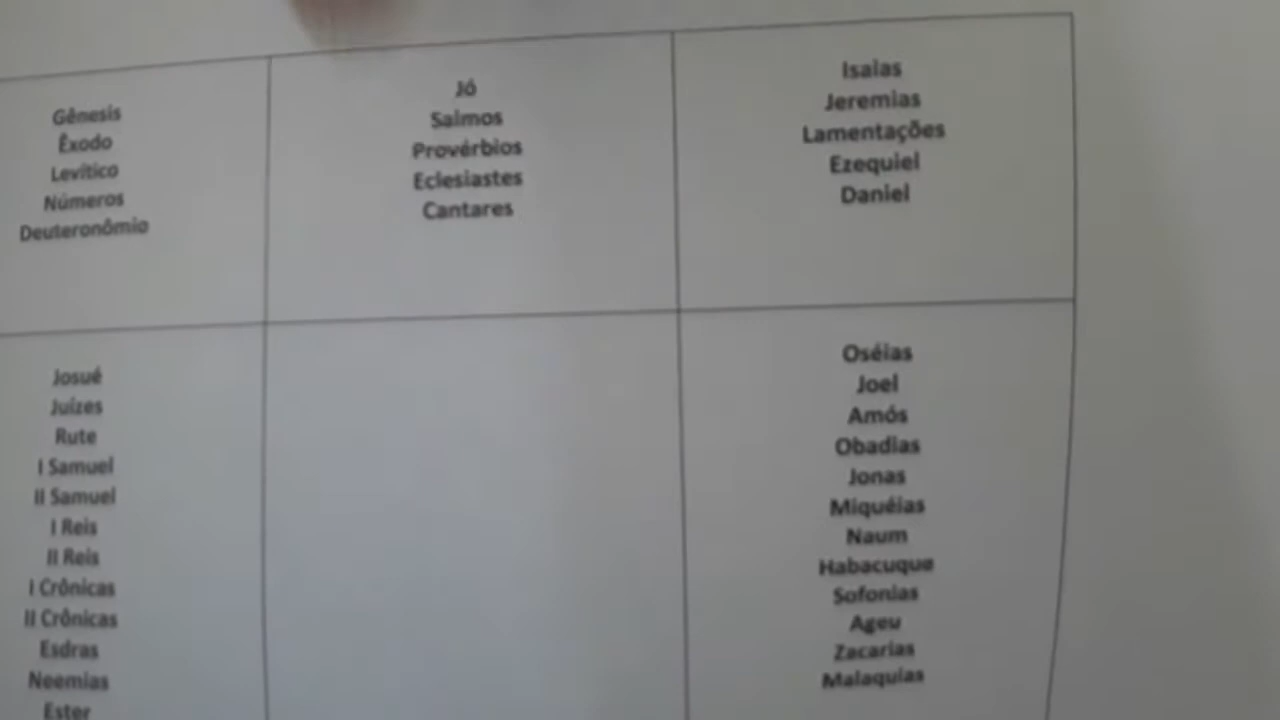 Gênesis
Êxodo
Levítico
Números
Deuteronômio
Jó
Salmos
Provérbios
Eclesiastes
Cantares
Isaías
Jeremias
Lamentações
Ezequiel
Daniel
Josué
Juízes
Rute
I Samuel
II Samuel
I Reis
II Reis
I Crônicas
II Crônicas
Esdras
Neemias
Ester
Oséias
Joel
Amós
Obadias
Jonas
Miquéias
Naum
Habacuque
Sofonias
Ageu
Zacarias
Malaquias